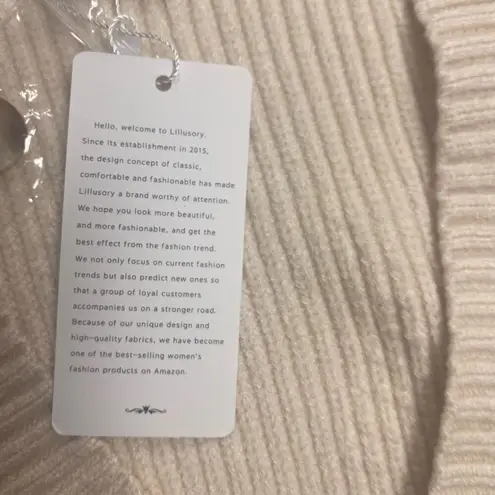 Hello, welcome to Lillusory.
Since its establishment in 2015,
the design concept of classic,
comfortable and fashionable has made
Lillusory a brand worthy of attention.
We hope you look more beautiful,
and more fashionable, and get the
best effect from the fashion trend.
We not only focus on current fashion
trends but also predict new ones so
that a group of loyal customers
accompanies us on a stronger road.
Because of our unique design and
high-quality fabrics, we have become
one of the best-selling women's
fashion products on Amazon.